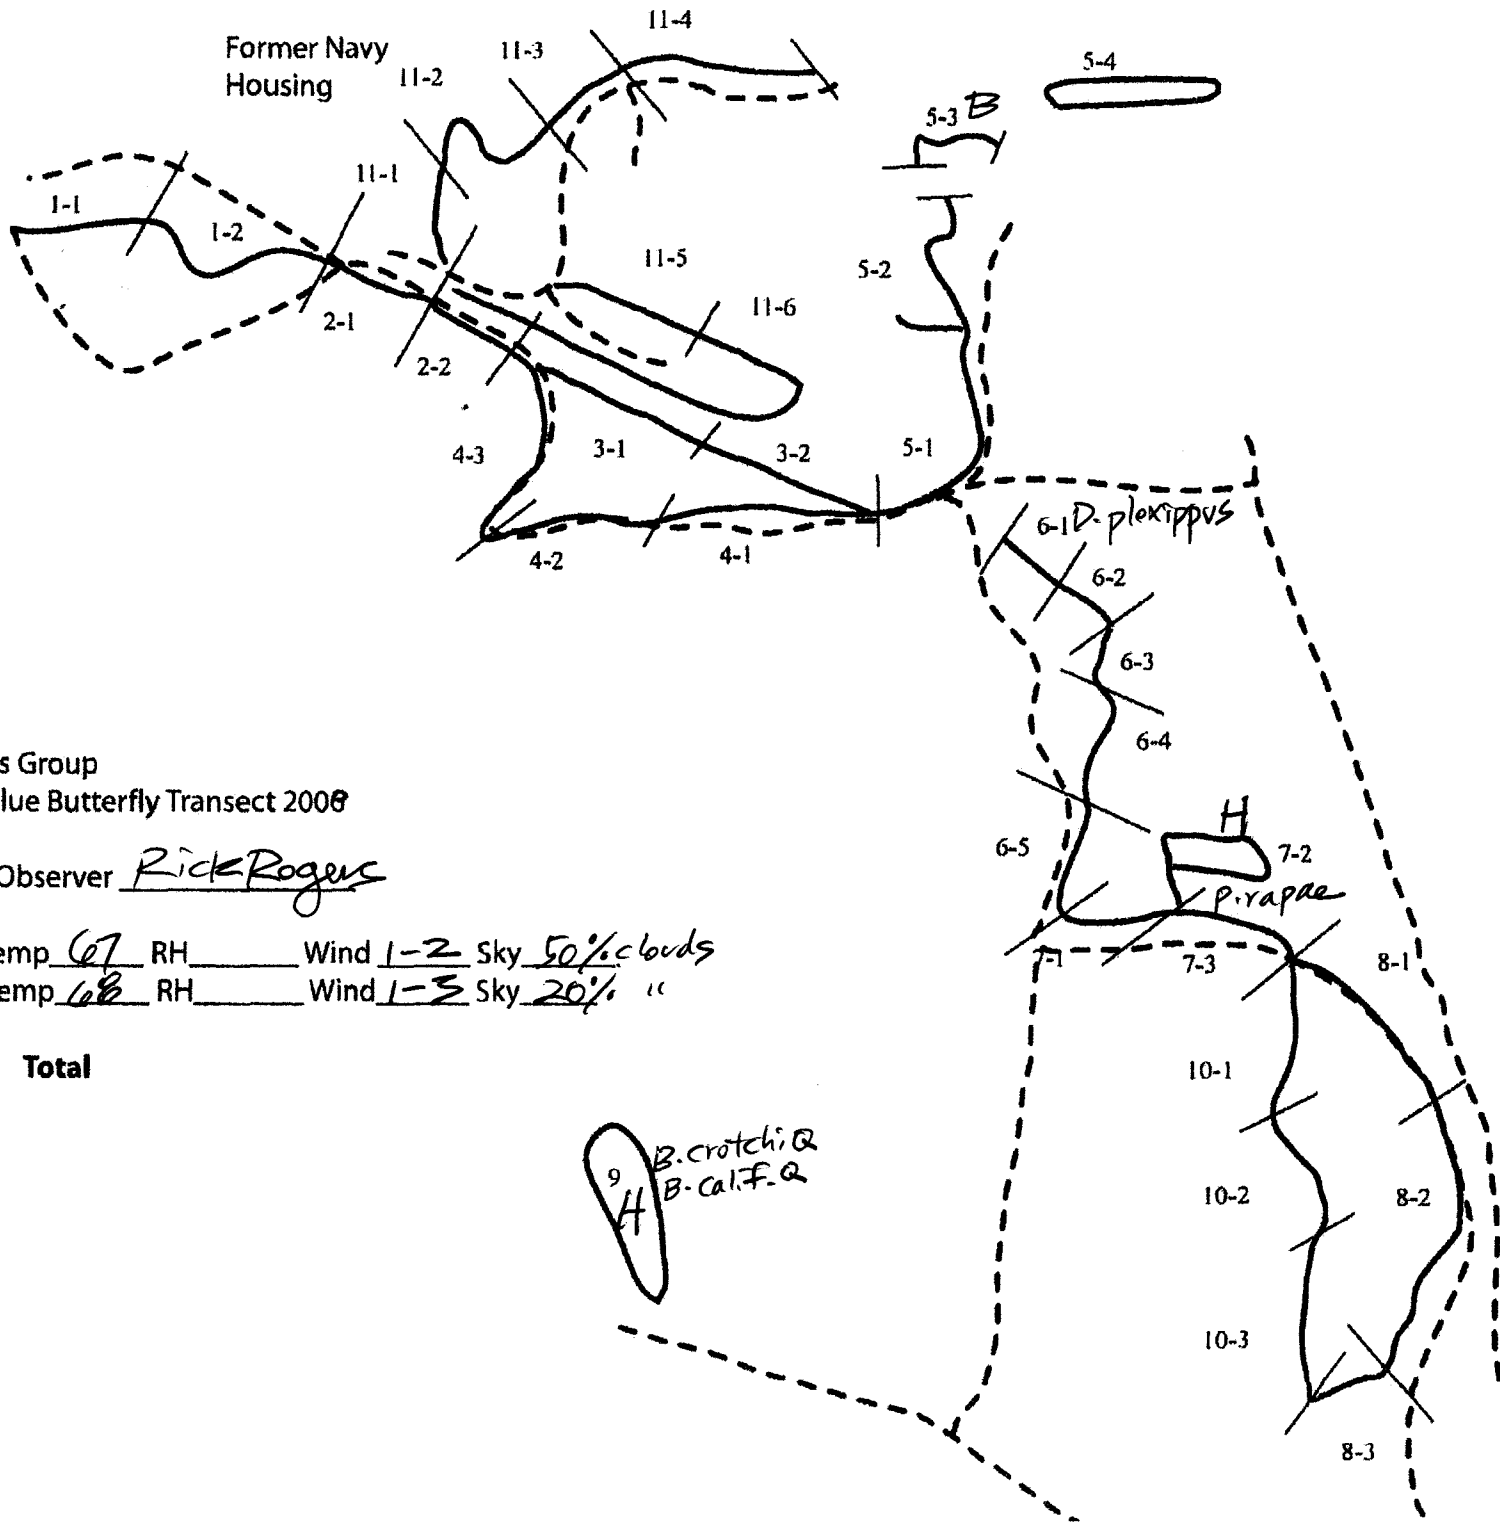 11-4
Former Navy
Housing
11-3
11-2
5-4
5-3 B
11-1
1-1
1-2
11-5
5-2
11-6
2-1
2-2
4-3
3-1
3-2
5-1
6-1 D. plexippus
4-2
4-1
6-2
6-3
6-4
s Group
lue Butterfly Transect 2008
H
6-5
7-2
Observer Rick Rogers
P. rapae
emp 67 RH Wind 1-2 Sky 50% clouds
7-1
7-3
8-1
emp 68 RH Wind 1-3 Sky 20% "
Total
10-1
B. crotchi Q
9
B. Calif. Q
H
10-2
8-2
10-3
8-3